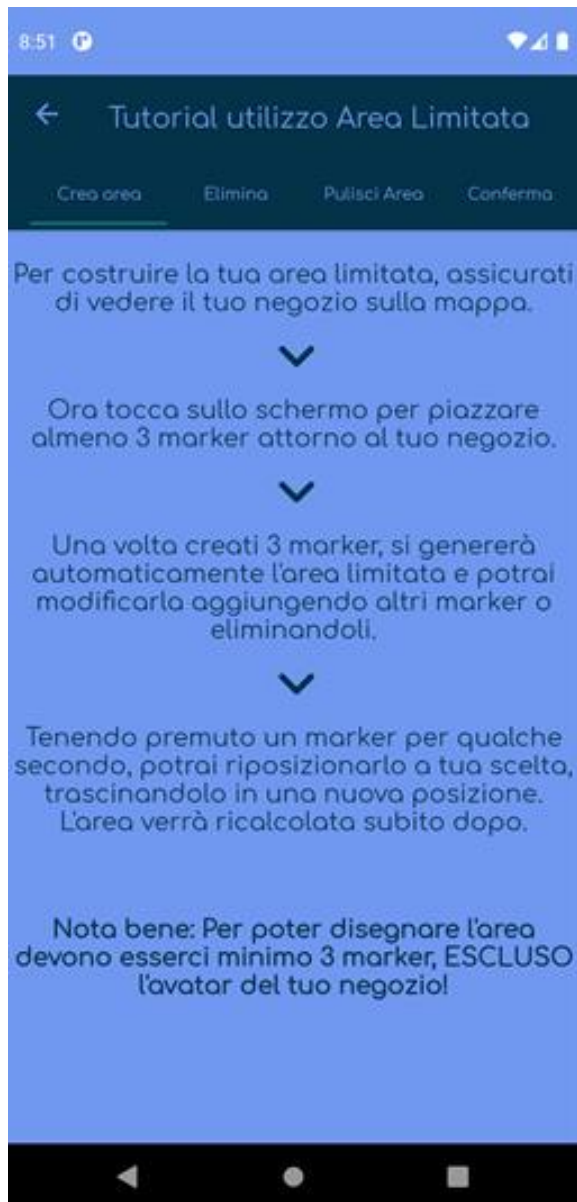 8:51
Tutorial utilizzo Area Limitata
Crea area Elimina Pulisci Area Conferma
Per costruire la tua area limitata, assicurati
di vedere il tuo negozio sulla mappa.
Ora tocca sullo schermo per piazzare
almeno 3 marker attorno al tuo negozio.
Una volta creati 3 marker, si genererà
automaticamente l'area limitata e potrai
modificarla aggiungendo altri marker o
eliminandoli.
Tenendo premuto un marker per qualche
secondo, potrai riposizionarlo a tua scelta,
trascinandolo in una nuova posizione.
L'area verrà ricalcolata subito dopo.
Nota bene: Per poter disegnare l'area
devono esserci minimo 3 marker, ESCLUSO
l'avatar del tuo negozio!